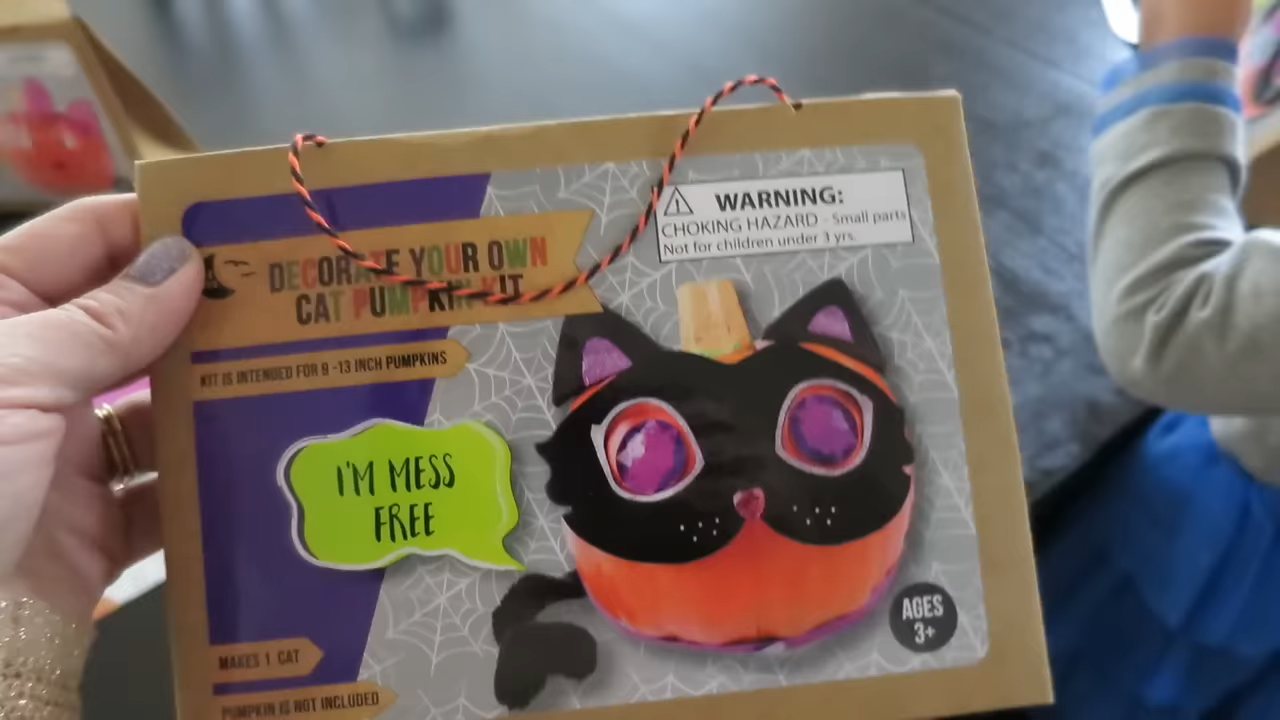 WARNING:
CHOKING HAZARD - Small parts
Not for children under 3 yrs.
DECORATE YOUR OWN
CAT PUMPKIN KIT
KIT IS INTENDED FOR 9 -13 INCH PUMPKINS
I'M MESS
FREE
AGES
3+
MAKES 1 CAT
PUMPKIN IS NOT INCLUDED